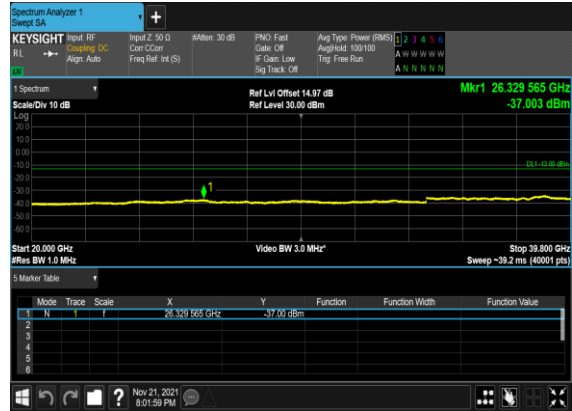 Spectrum Analyzer 1
Swept SA
+
KEYSIGHT Input: RF Input Z: 50 Ω #Atten: 30 dB PNO: Fast Avg Type: Power (RMS) 1 2 3 4 5 6
RL Coupling: DC Corr CCorr Gate: Off Avg|Hold: 100/100 A W W W W W
Align: Auto Freq Ref: Int (S) IF Gain: Low Trig: Free Run
Sig Track: Off A N N N N N
1 Spectrum Ref Lvl Offset 14.97 dB Mkr1 26.329 565 GHz
Scale/Div 10 dB Ref Level 30.00 dBm -37.003 dBm
Log
20.0
10.0
0.00
-10.0 DL1 -13.00 dBm
-20.0
-30.0 1
-40.0
-50.0
-60.0
Start 20.000 GHz Video BW 3.0 MHz* Stop 39.800 GHz
#Res BW 1.0 MHz Sweep ~39.2 ms (40001 pts)
5 Marker Table
Mode Trace Scale X Y Function Function Width Function Value
1 N 1 f 26.329 565 GHz -37.00 dBm
2
3
4
5
6
? Nov 21, 2021
8:01:59 PM